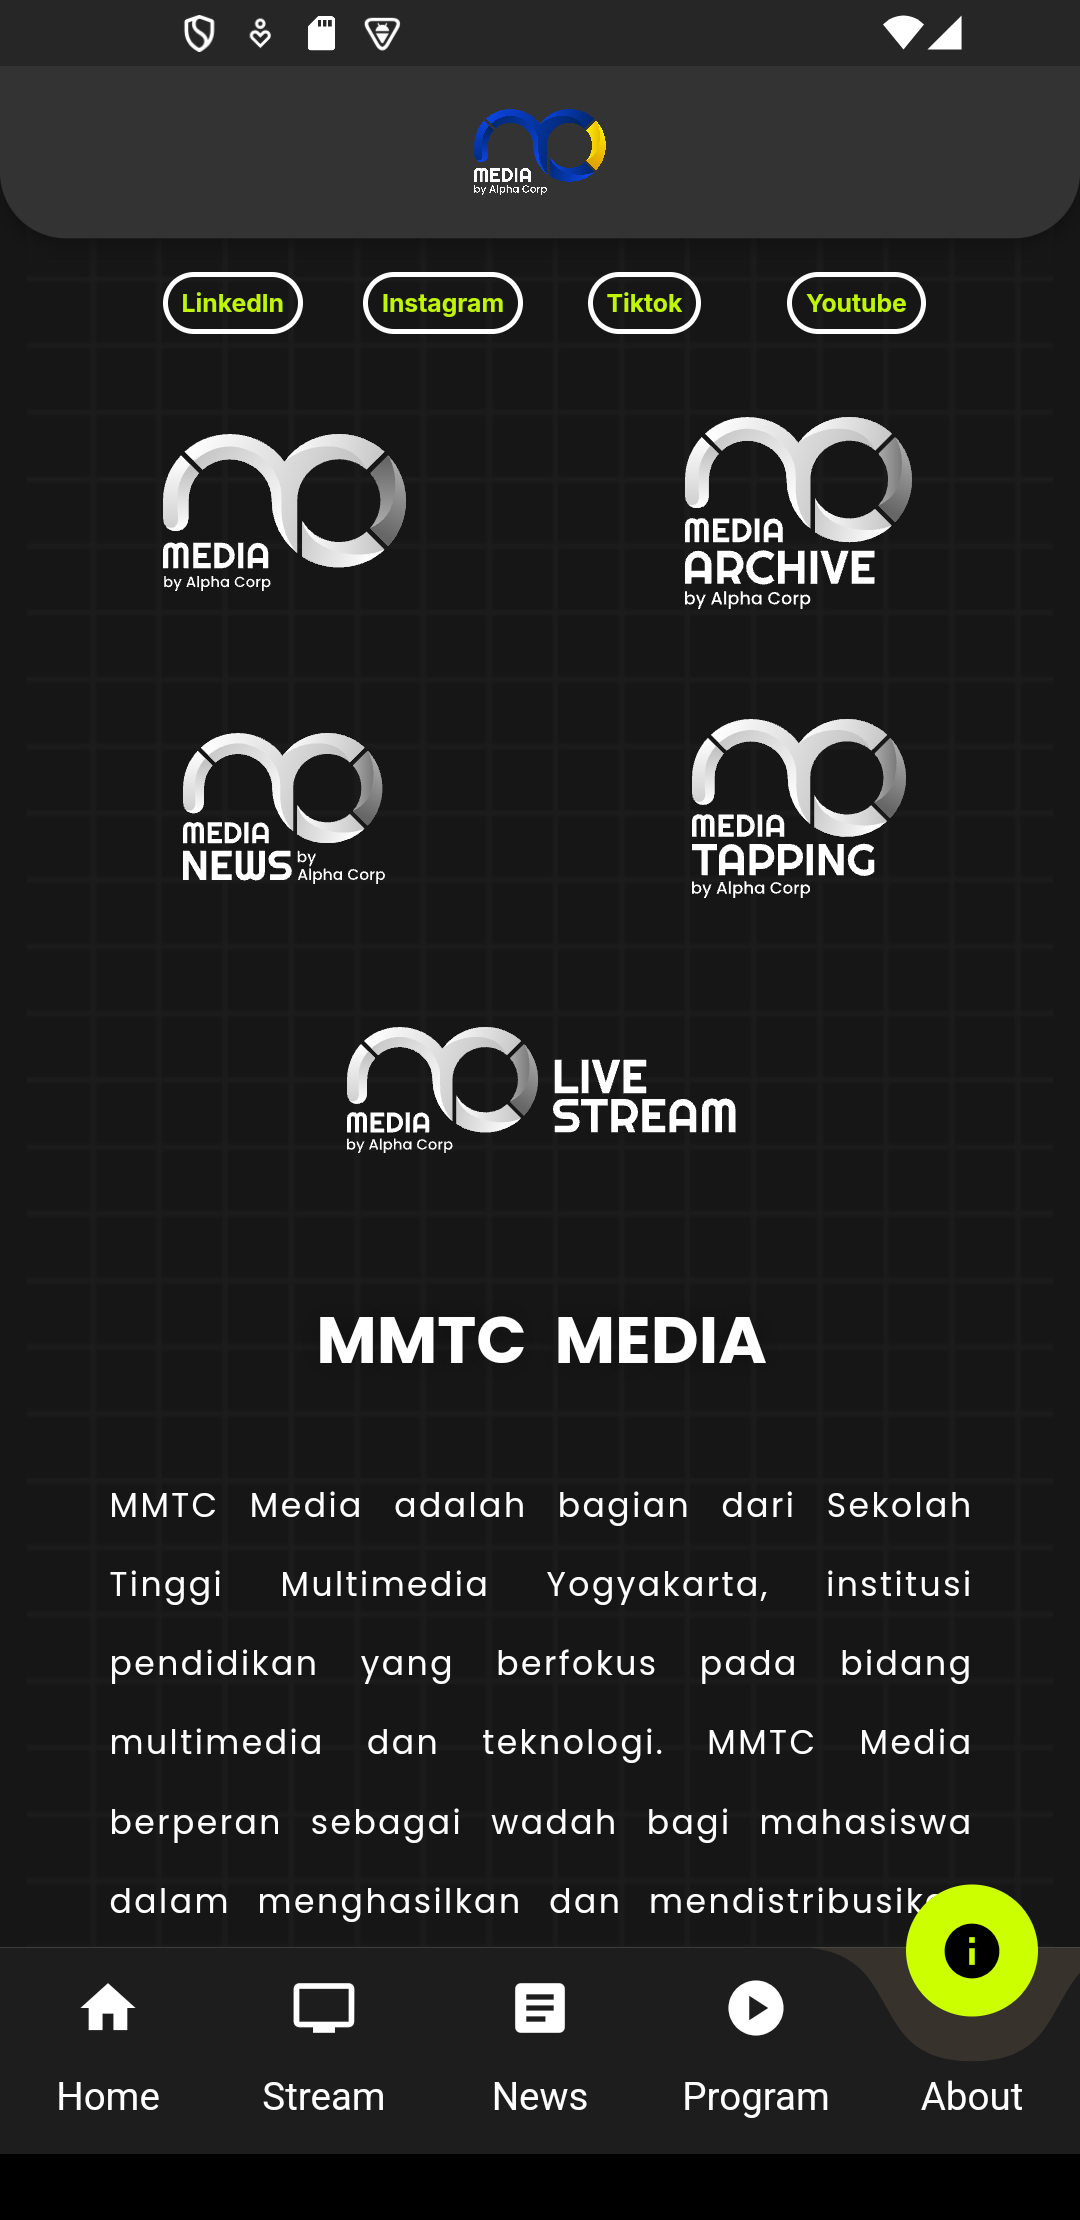 MEDIA
by Alpha Corp
LinkedIn Instagram Tiktok Youtube
MEDIA
by Alpha Corp
MEDIA
ARCHIVE
by Alpha Corp
MEDIA
NEWS by
Alpha Corp
MEDIA
TAPPING
by Alpha Corp
MEDIA
by Alpha Corp
LIVE
STREAM
MMTC MEDIA
MMTC Media adalah bagian dari Sekolah
Tinggi Multimedia Yogyakarta, institusi
pendidikan yang berfokus pada bidang
multimedia dan teknologi. MMTC Media
berperan sebagai wadah bagi mahasiswa
dalam menghasilkan dan
Home Stream News Program About